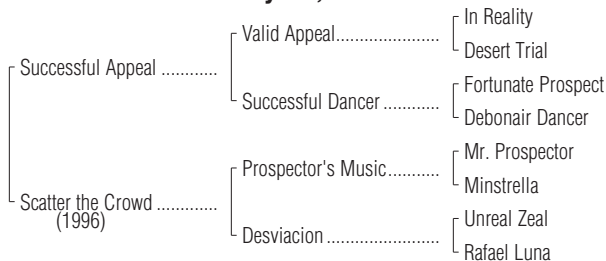 In Reality
Valid Appeal
Desert Trial
Successful Appeal
Fortunate Prospect
Successful Dancer
Debonair Dancer
Mr. Prospector
Prospector's Music
Minstrella
Scatter the Crowd
(1996)
Unreal Zeal
Desviacion
Rafael Luna